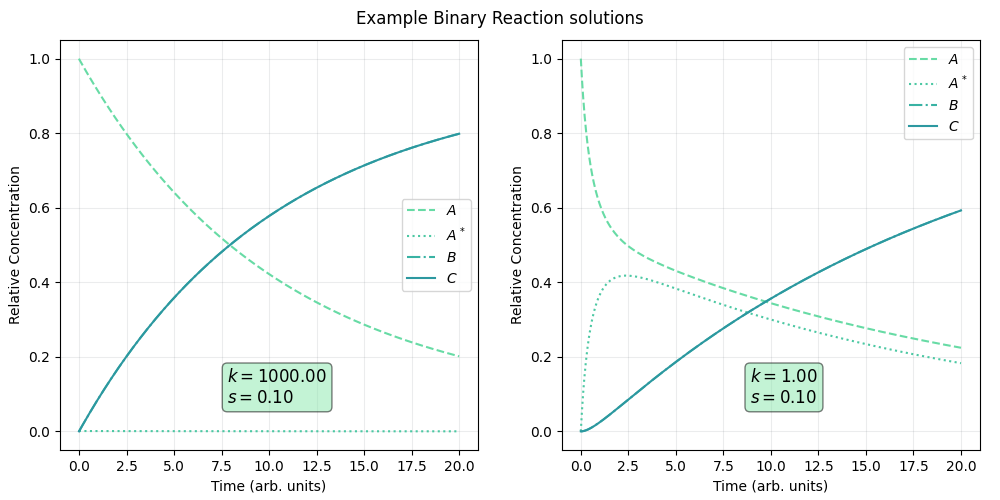 Example Binary Reaction solutions
1.0
0.8
0.6
0.4
0.2
0.0
Relative Concentration
A
A*
B
C
k = 1000.00
s = 0.10
0.0 2.5 5.0 7.5 10.0 12.5 15.0 17.5 20.0
Time (arb. units)
1.0
0.8
0.6
0.4
0.2
0.0
Relative Concentration
A
A*
B
C
k = 1.00
s = 0.10
0.0 2.5 5.0 7.5 10.0 12.5 15.0 17.5 20.0
Time (arb. units)